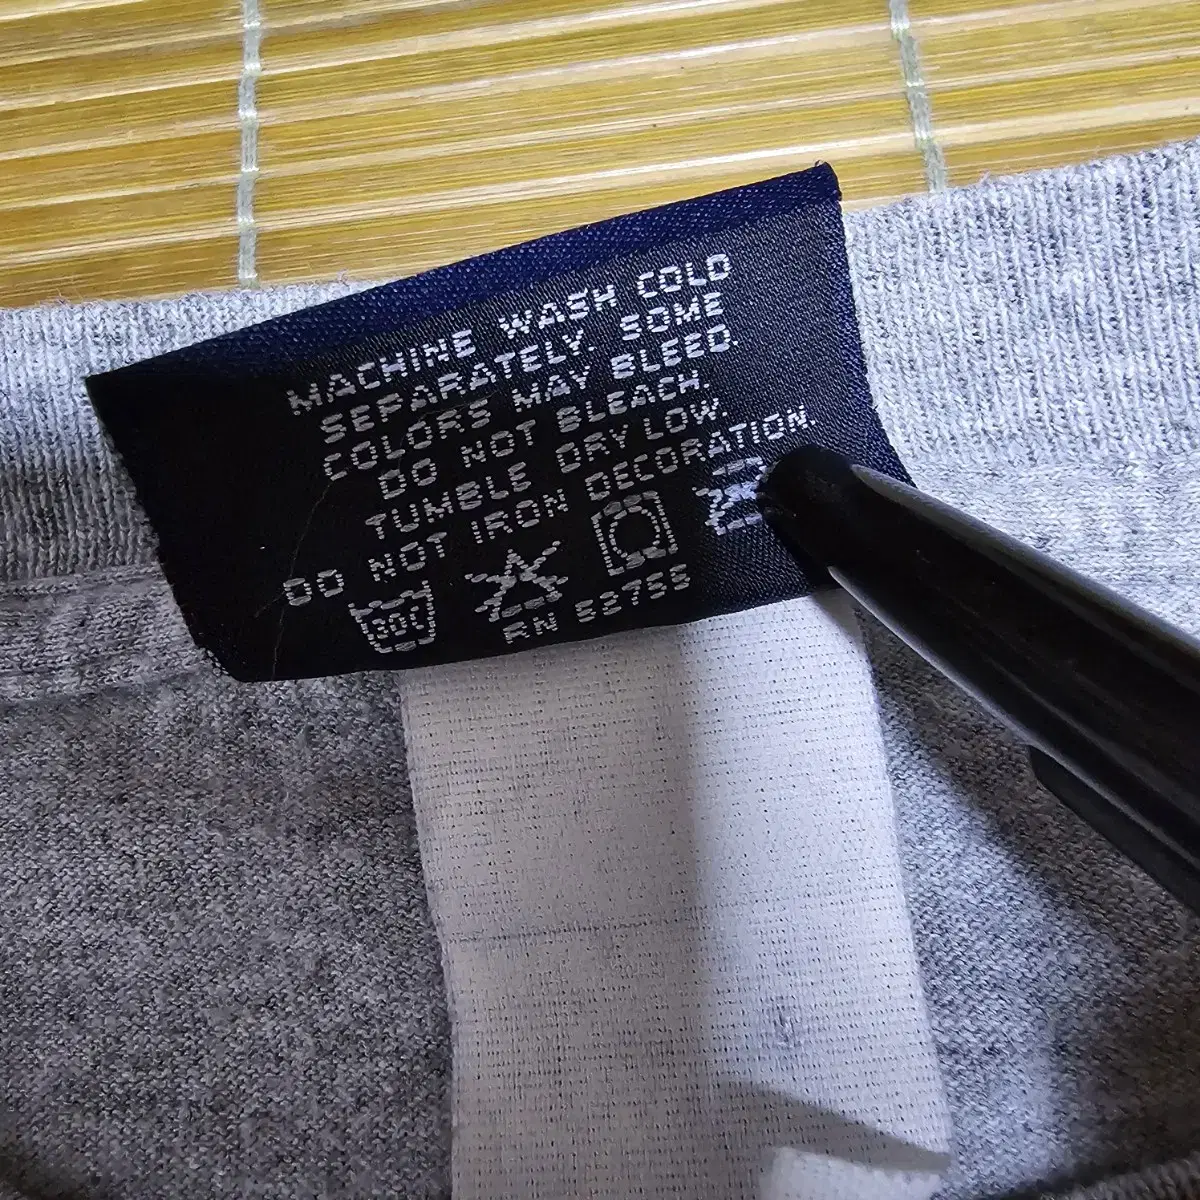 MACHINE WASH COLD
SEPARATELY. SOME
COLORS MAY BLEED.
DO NOT BLEACH.
TUMBLE DRY LOW.
DO NOT IRON DECORATION.
30C
RN 52755